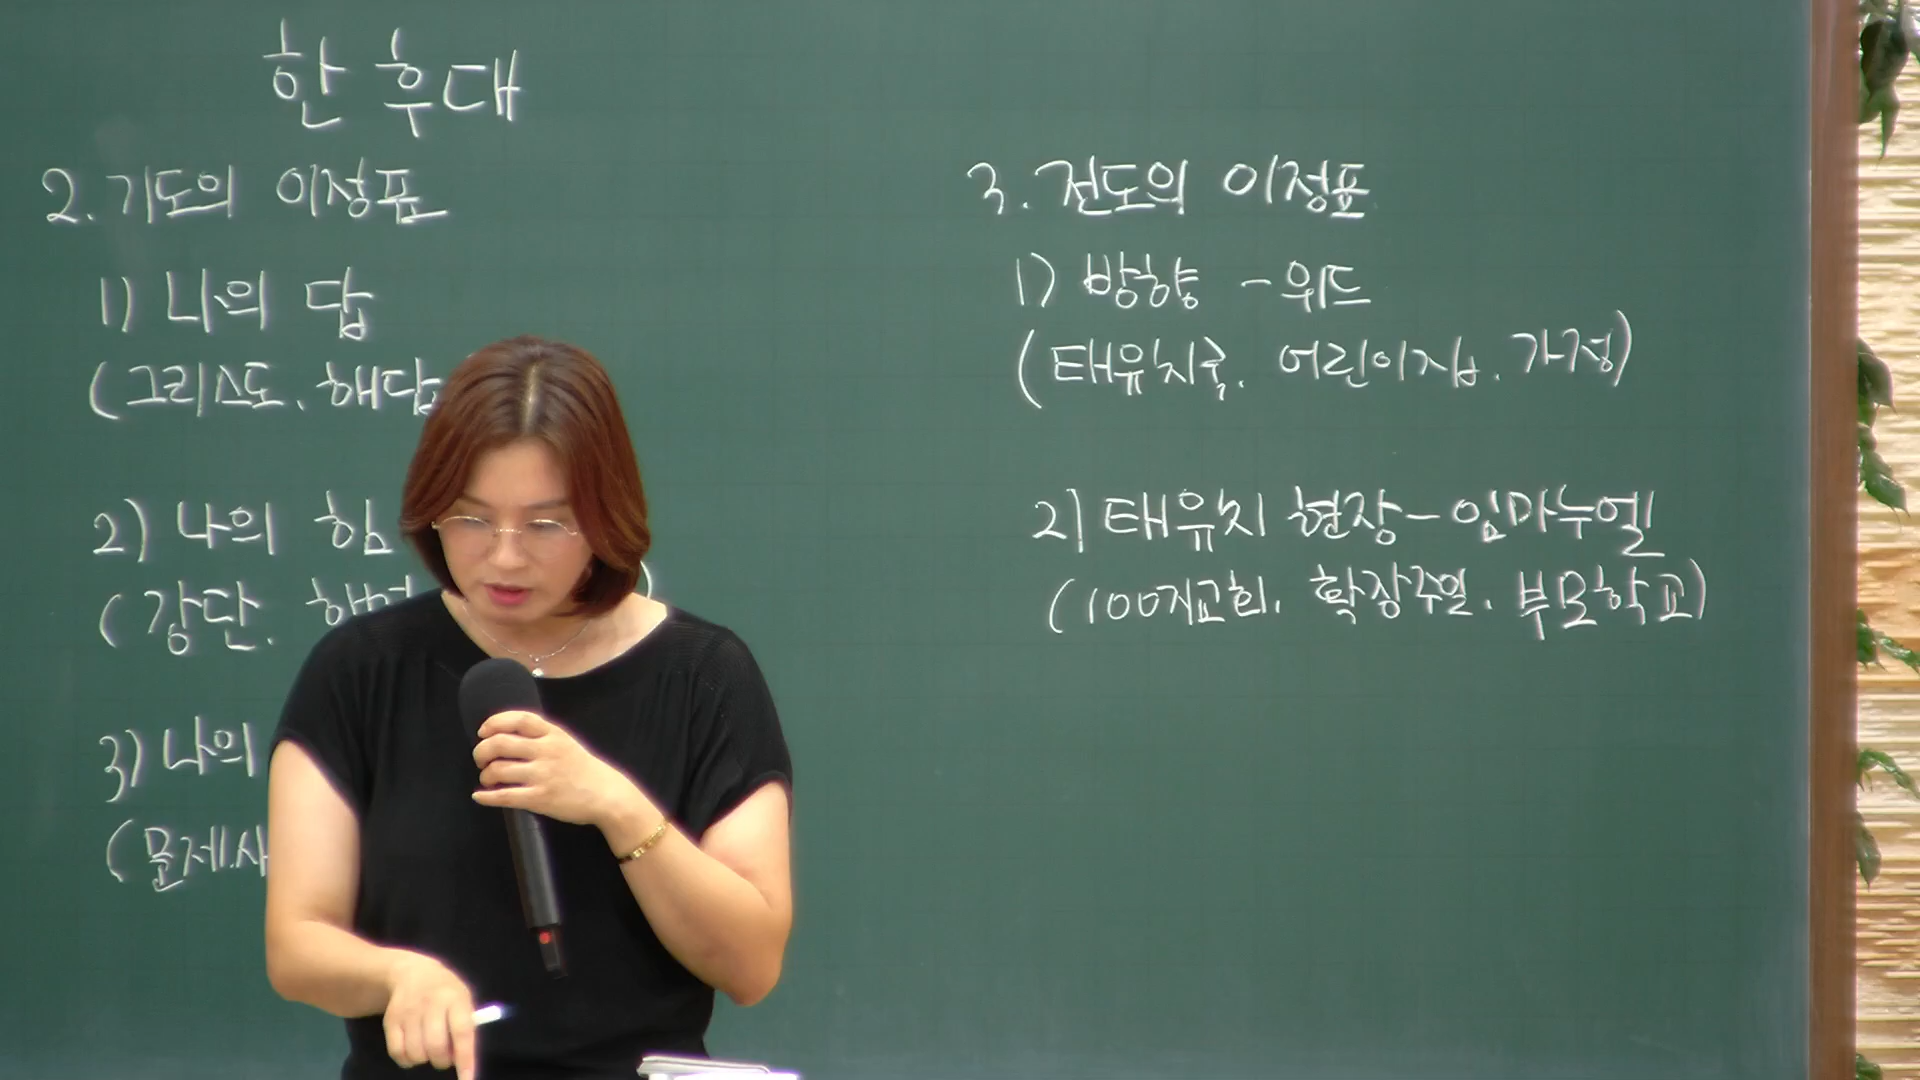 한 후대
2. 기도의 이정표
1) 나의 답
(그리스도, 해답
2) 나의 힘
(강단,
3) 나의
(문제.사
3. 전도의 이정표
1) 방향 - 위드
(태유치국. 어린이집. 가정)
2) 태유치 현장 - 임마누엘
(100개교회. 확장주일. 부모학교)